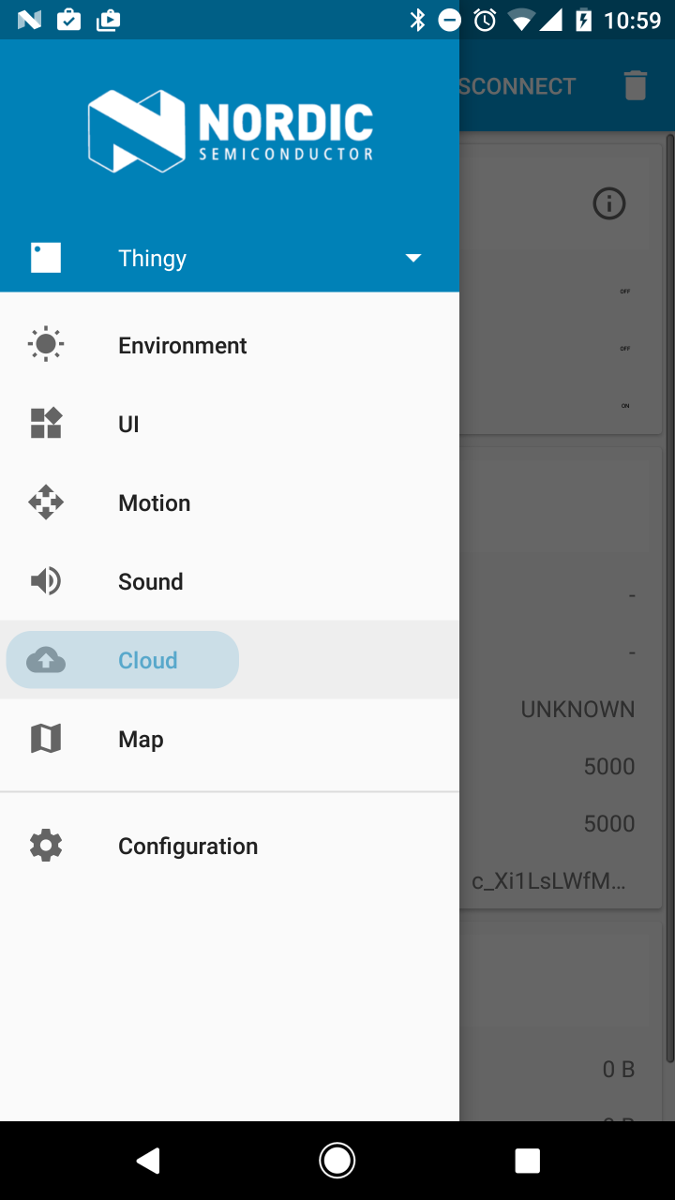 10:59
NORDIC
SEMICONDUCTOR
SCONNECT
Thingy
OFF
Environment
OFF
ON
UI
Motion
Sound
-
Cloud
-
UNKNOWN
Map
5000
5000
Configuration
c_Xi1LsLWfM...
0 B